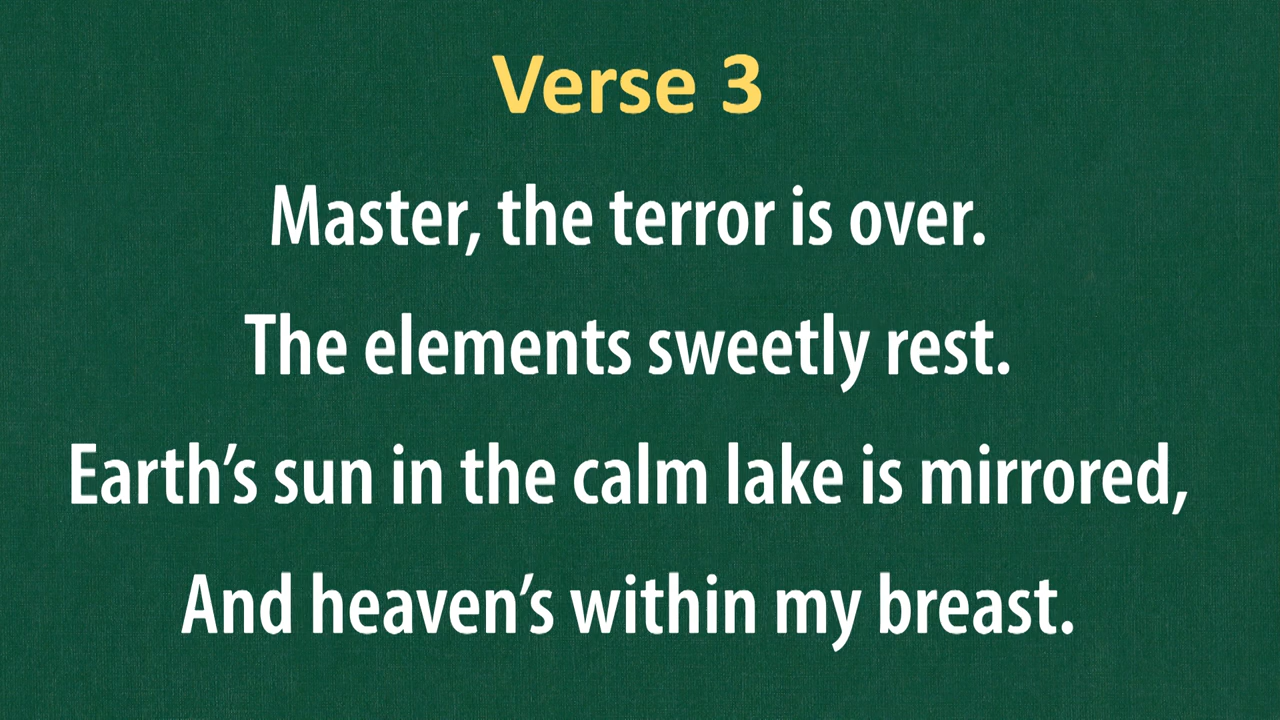 Verse 3
Master, the terror is over.
The elements sweetly rest.
Earth’s sun in the calm lake is mirrored,
And heaven’s within my breast.